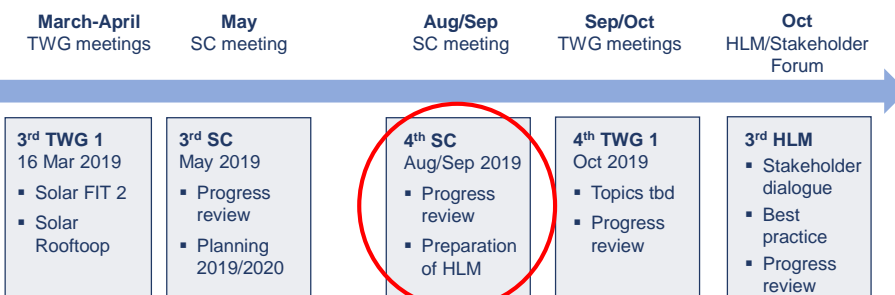 March-April
TWG meetings
May
SC meeting
Aug/Sep
SC meeting
Sep/Oct
TWG meetings
Oct
HLM/Stakeholder
Forum
3rd TWG 1
16 Mar 2019
▪ Solar FIT 2
▪ Solar
Rooftoop
3rd SC
May 2019
▪ Progress
review
▪ Planning
2019/2020
4th SC
Aug/Sep 2019
▪ Progress
review
▪ Preparation
of HLM
4th TWG 1
Oct 2019
▪ Topics tbd
▪ Progress
review
3rd HLM
▪ Stakeholder
dialogue
▪ Best
practice
▪ Progress
review